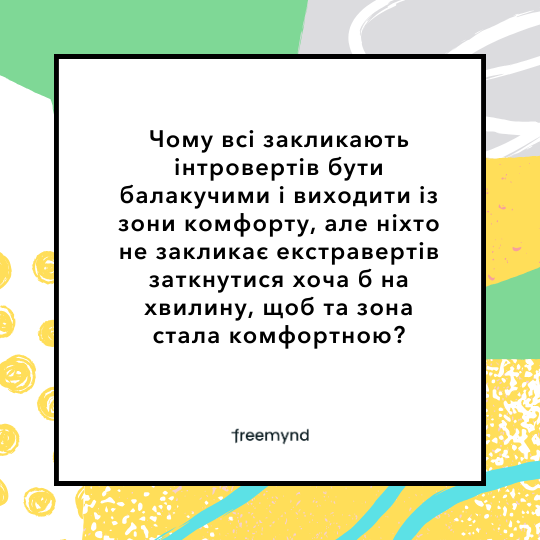 Чому всі закликають
інтровертів бути
балакучими і виходити із
зони комфорту, але ніхто
не закликає екстравертів
заткнутися хоча б на
хвилину, щоб та зона
стала комфортною?
freemynd